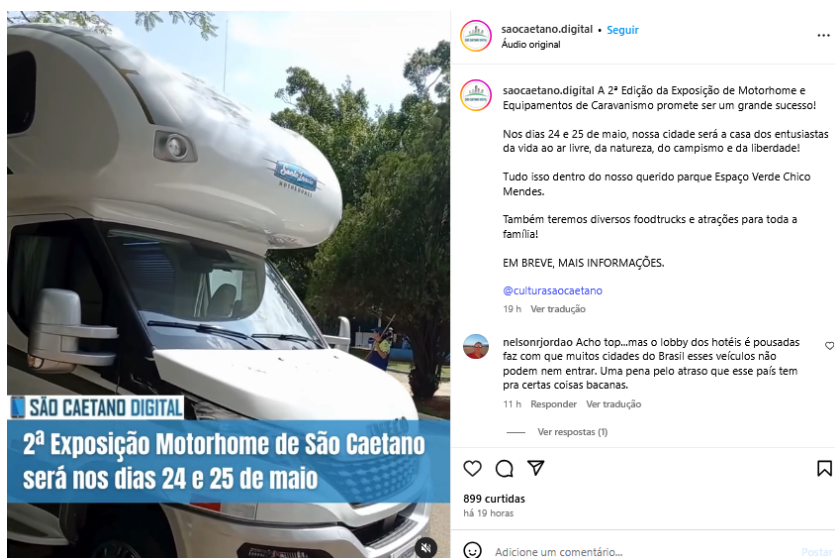 Santo Inácio
MOTORHOMES
IVECO
SÃO CAETANO DIGITAL
2ª Exposição Motorhome de São Caetano
será nos dias 24 e 25 de maio
saocaetano.digital • Seguir
Áudio original
saocaetano.digital A 2ª Edição da Exposição de Motorhome e
Equipamentos de Caravanismo promete ser um grande sucesso!
Nos dias 24 e 25 de maio, nossa cidade será a casa dos entusiastas
da vida ao ar livre, da natureza, do campismo e da liberdade!
Tudo isso dentro do nosso querido parque Espaço Verde Chico
Mendes.
Também teremos diversos foodtrucks e atrações para toda a
família!
EM BREVE, MAIS INFORMAÇÕES.
@culturasaocaetano
19 h Ver tradução
nelsonrjordao Acho top...mas o lobby dos hotéis é pousadas
faz com que muitos cidades do Brasil esses veículos não
podem nem entrar. Uma pena pelo atraso que esse país tem
pra certas coisas bacanas.
11 h Responder Ver tradução
Ver respostas (1)
899 curtidas
há 19 horas
Adicione um comentário...
Postar